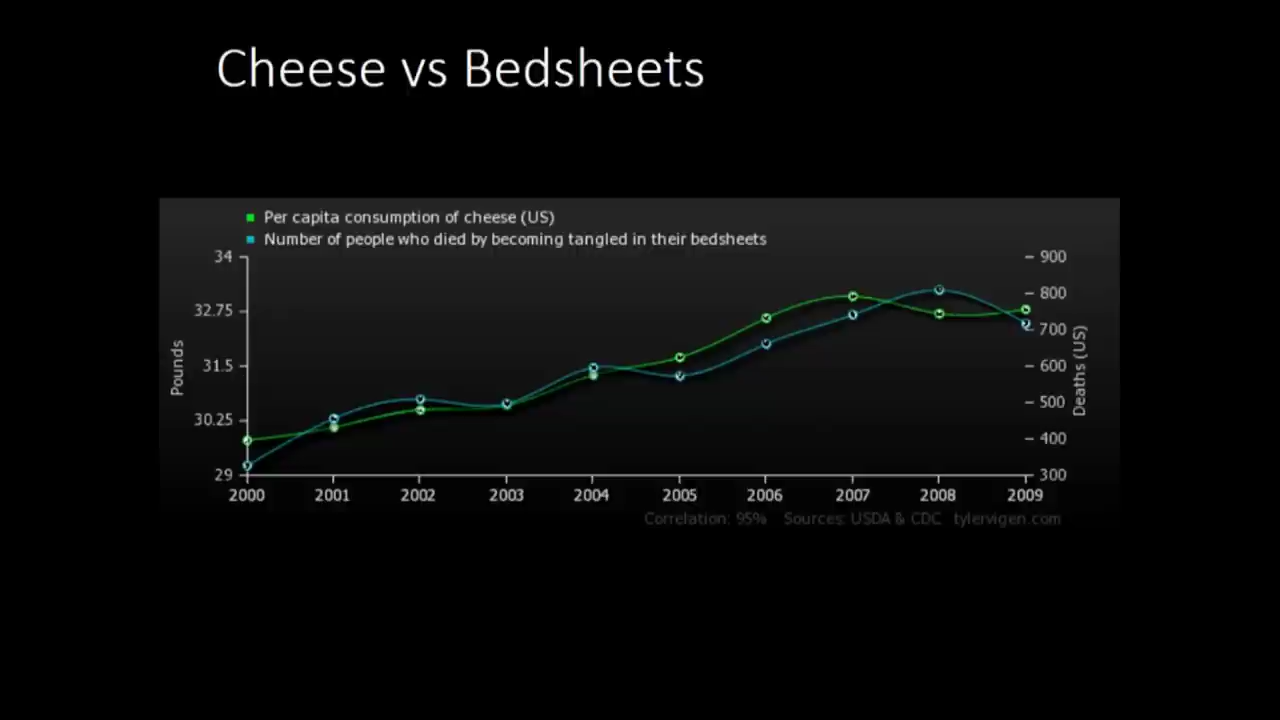 Cheese vs Bedsheets
Per capita consumption of cheese (US)
Number of people who died by becoming tangled in their bedsheets
34
32.75
31.5
30.25
29
Pounds
900
800
700
600
500
400
300
Deaths (US)
2000 2001 2002 2003 2004 2005 2006 2007 2008 2009
Correlation: 95% Sources: USDA & CDC tylervigen.com